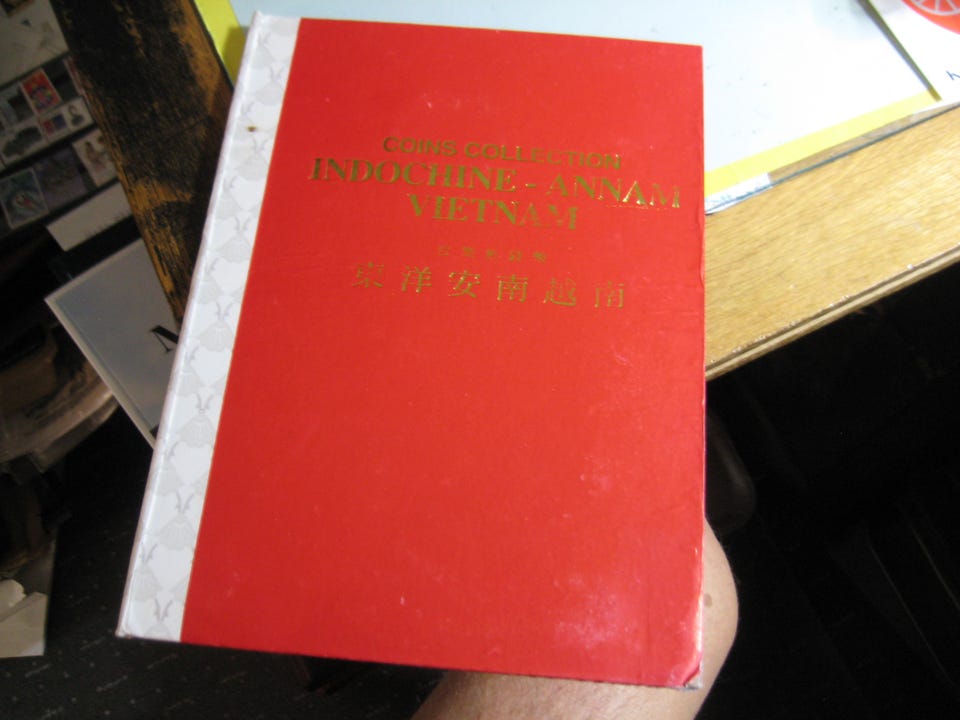 COINS COLLECTION
INDOCHINE - ANNAM
VIETNAM
東洋安南越南